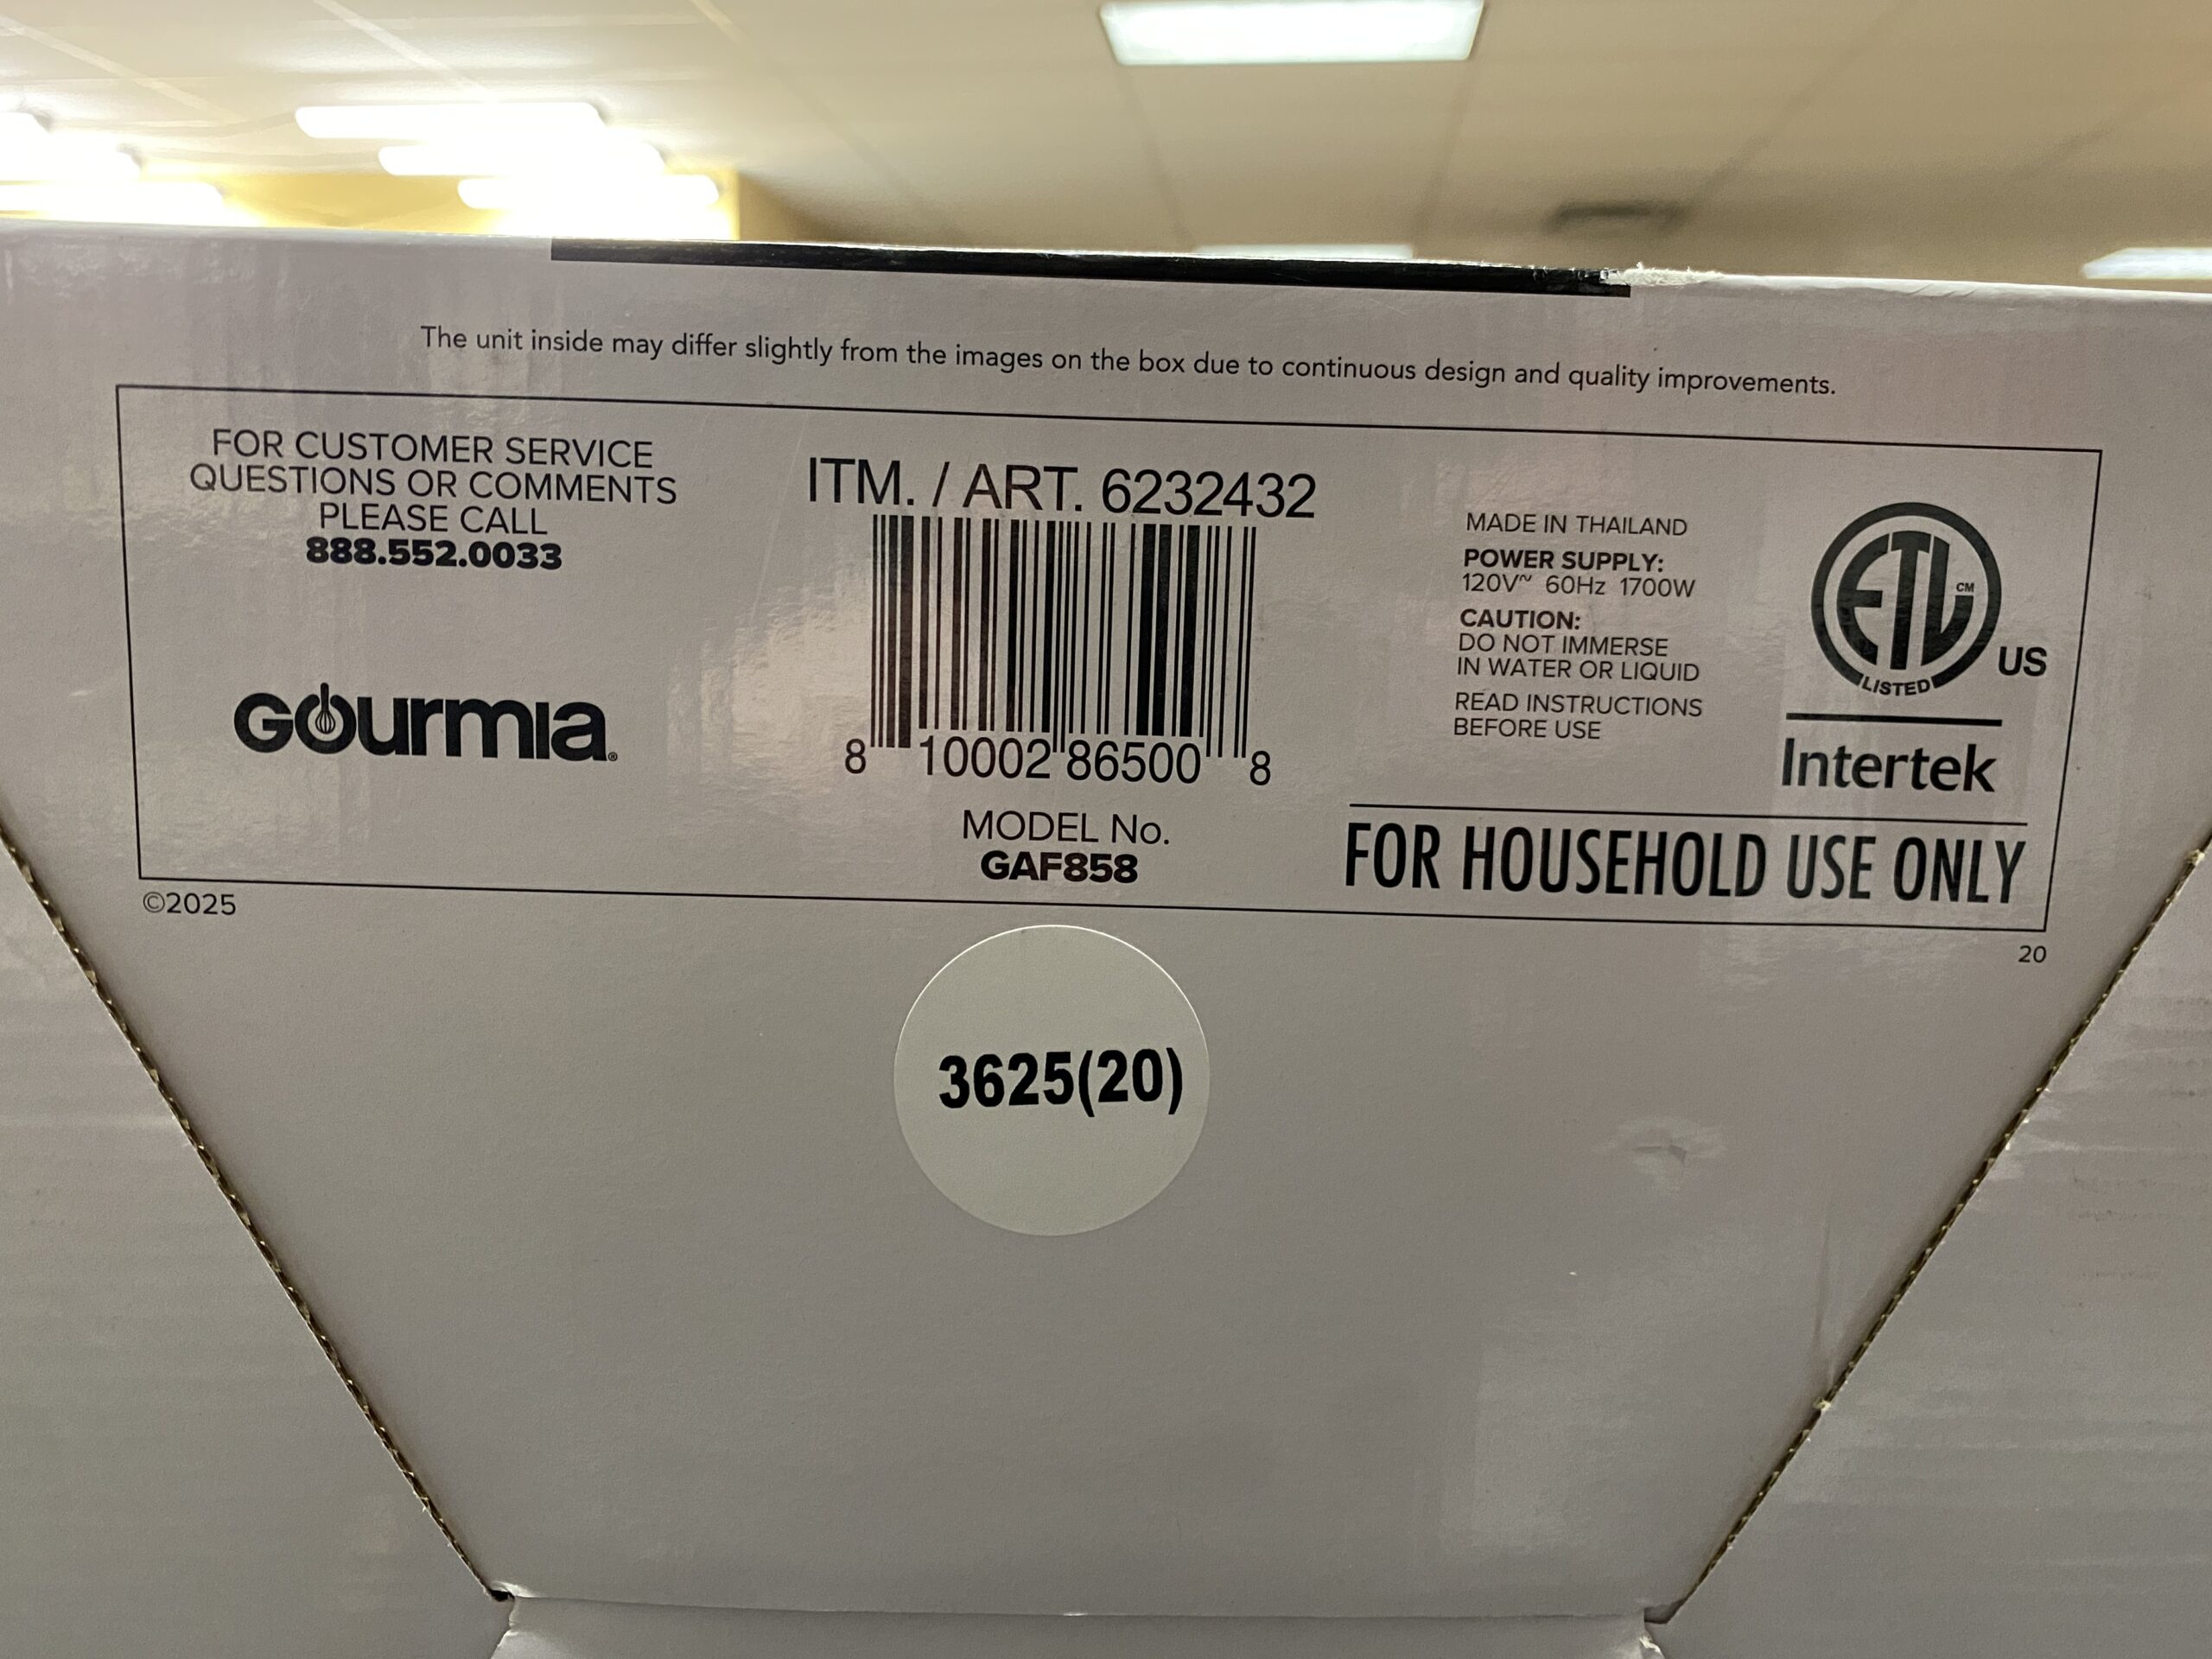 The unit inside may differ slightly from the images on the box due to continuous design and quality improvements.
FOR CUSTOMER SERVICE
QUESTIONS OR COMMENTS
PLEASE CALL
888.552.0033
Gourmia®
ITM. / ART. 6232432
8 10002 86500 8
MODEL No.
GAF858
MADE IN THAILAND
POWER SUPPLY:
120V~ 60Hz 1700W
CAUTION:
DO NOT IMMERSE
IN WATER OR LIQUID
READ INSTRUCTIONS
BEFORE USE
ETL CM
LISTED
US
Intertek
FOR HOUSEHOLD USE ONLY
©2025
20
3625(20)